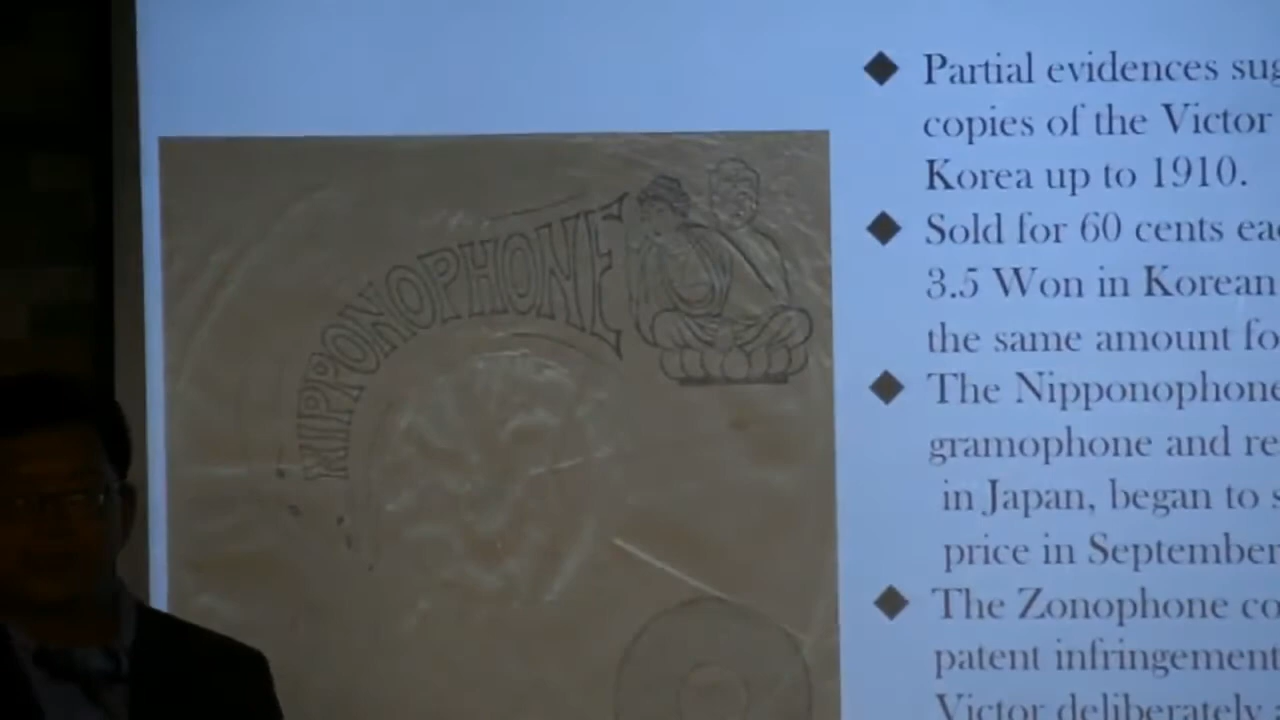 NIPPONOPHONE
◆ Partial evidences sug
copies of the Victor
Korea up to 1910.
◆ Sold for 60 cents ea
3.5 Won in Korean
the same amount fo
◆ The Nipponophone
gramophone and re
in Japan, began to s
price in September
◆ The Zonophone co
patent infringement
Victor deliberately a